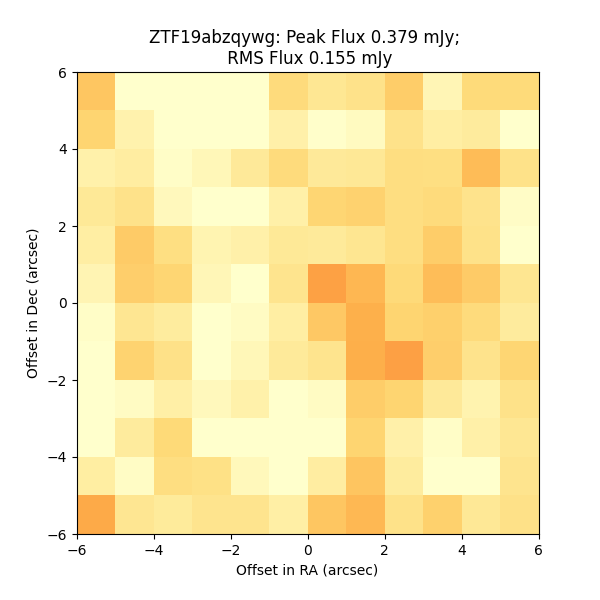 ZTF19abzqywg: Peak Flux 0.379 mJy;
RMS Flux 0.155 mJy
6
4
2
0
−2
−4
−6
Offset in Dec (arcsec)
−6 −4 −2 0 2 4 6
Offset in RA (arcsec)